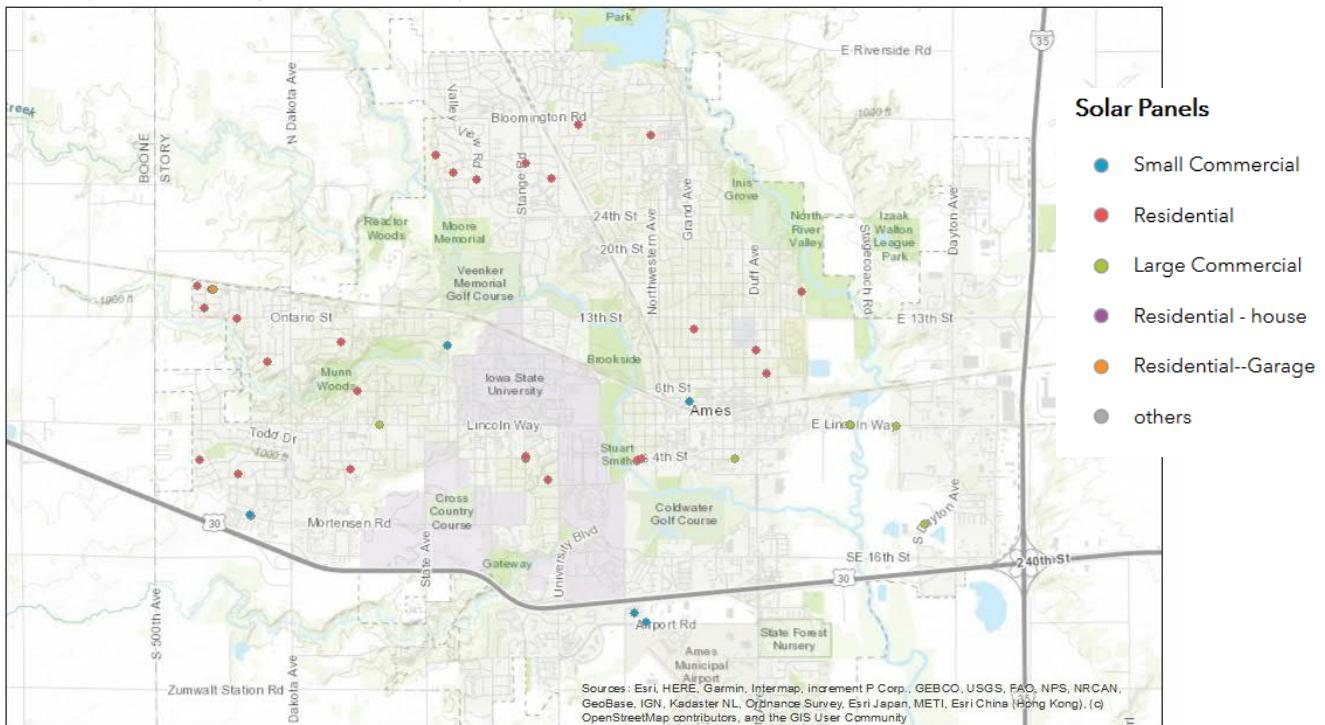 Park
E Riverside Rd
35
Creek
N Dakota Ave
Valley
View Rd
Bloomington Rd
1000 ft
BOONE
STORY
Stange Rd
Inis
Grove
Grand Ave
Dayton Ave
Reactor
Woods
Moore
Memorial
24th St
20th St
North
River
Valley
Izaak
Walton
League
Park
Stagecoach Rd
Northwestern Ave
Duff Ave
Veenker
Memorial
Golf Course
1000 ft
Ontario St
13th St
E 13th St
Munn
Woods
Brookside
Iowa State
University
6th St
Ames
Todd Dr
1000 ft
Lincoln Way
E Lincoln Way
Stuart
Smith
S 4th St
30
Mortensen Rd
Cross
Country
Course
Coldwater
Golf Course
S Dayton Ave
State Ave
Gateway
University Blvd
SE 16th St
240th St
30
S 500th Ave
Airport Rd
State Forest
Nursery
Ames
Municipal
Airport
Dakota Ave
Zumwalt Station Rd
35
Sources: Esri, HERE, Garmin, Intermap, increment P Corp., GEBCO, USGS, FAO, NPS, NRCAN,
GeoBase, IGN, Kadaster NL, Ordnance Survey, Esri Japan, METI, Esri China (Hong Kong), (c)
OpenStreetMap contributors, and the GIS User Community
Solar Panels
Small Commercial
Residential
Large Commercial
Residential - house
Residential--Garage
others